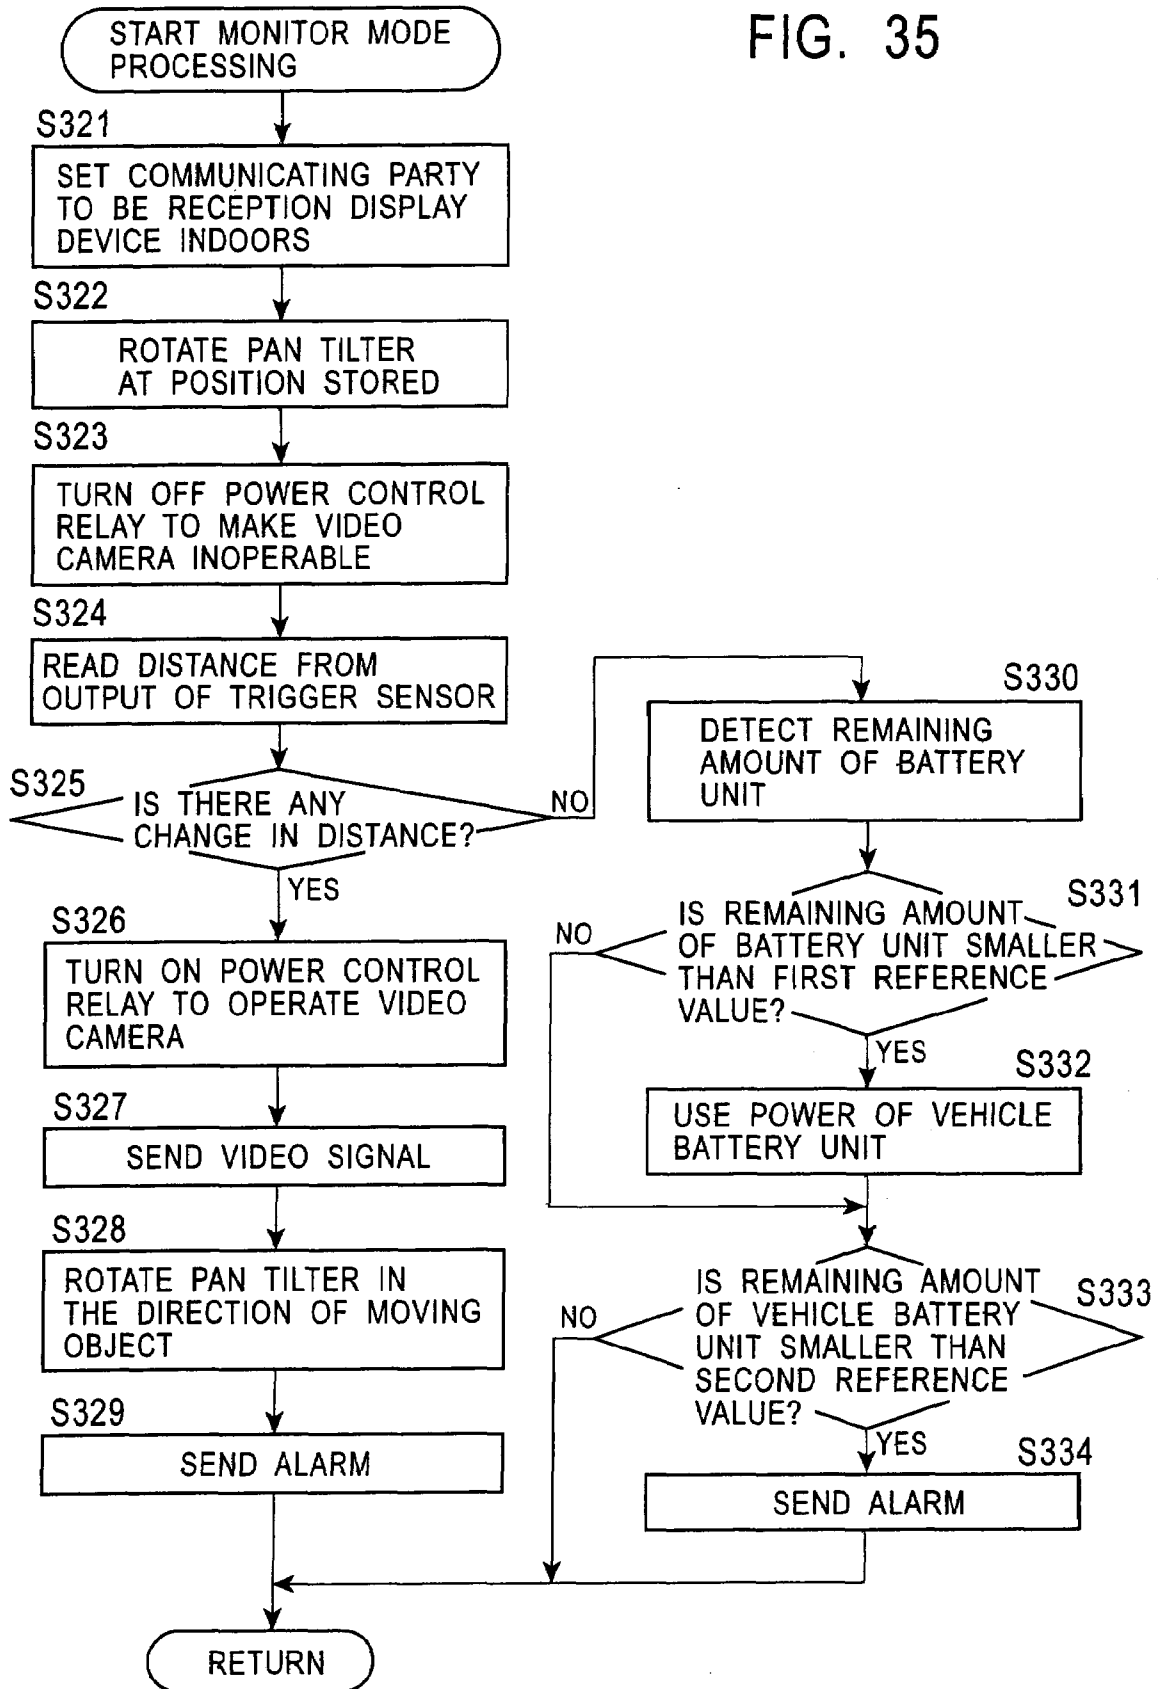 FIG. 35
START MONITOR MODE
PROCESSING
S321
SET COMMUNICATING PARTY
TO BE RECEPTION DISPLAY
DEVICE INDOORS
S322
ROTATE PAN TILTER
AT POSITION STORED
S323
TURN OFF POWER CONTROL
RELAY TO MAKE VIDEO
CAMERA INOPERABLE
S324
READ DISTANCE FROM
OUTPUT OF TRIGGER SENSOR
S325
IS THERE ANY
CHANGE IN DISTANCE?
NO
YES
S326
TURN ON POWER CONTROL
RELAY TO OPERATE VIDEO
CAMERA
S327
SEND VIDEO SIGNAL
S328
ROTATE PAN TILTER IN
THE DIRECTION OF MOVING
OBJECT
S329
SEND ALARM
S330
DETECT REMAINING
AMOUNT OF BATTERY
UNIT
S331
IS REMAINING AMOUNT
OF BATTERY UNIT SMALLER
THAN FIRST REFERENCE
VALUE?
NO
YES
S332
USE POWER OF VEHICLE
BATTERY UNIT
S333
IS REMAINING AMOUNT
OF VEHICLE BATTERY
UNIT SMALLER THAN
SECOND REFERENCE
VALUE?
NO
YES
S334
SEND ALARM
RETURN